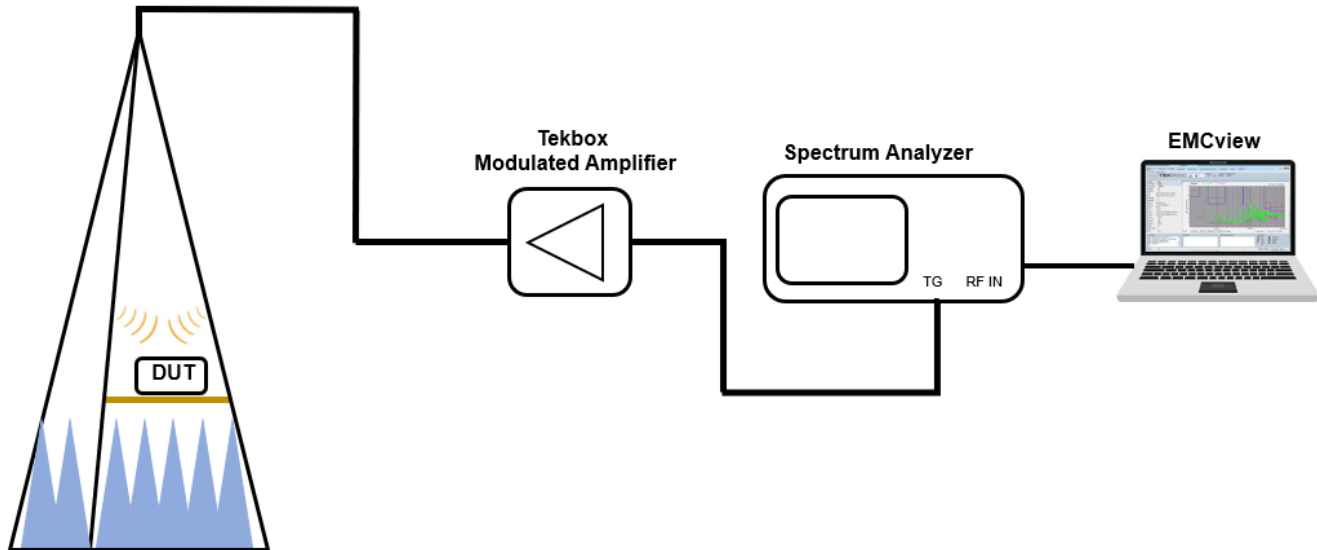 Tekbox
Modulated Amplifier
Spectrum Analyzer
EMCview
TG RF IN
DUT